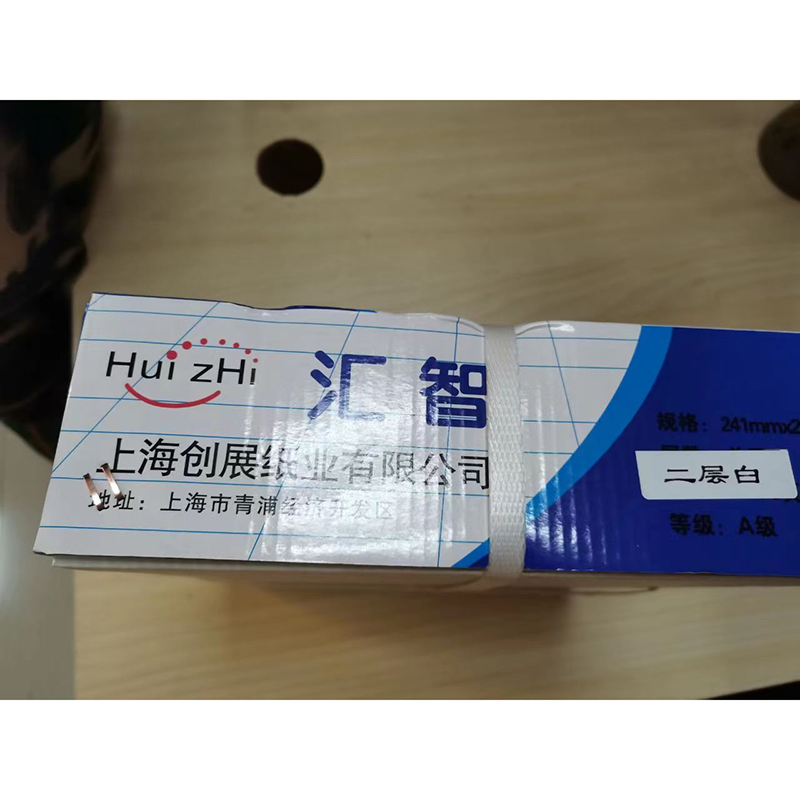 Hui zHi
汇智
上海创展纸业有限公司
地址：上海市青浦经济开发区
规格：241mmx2
二层白
等级：A级